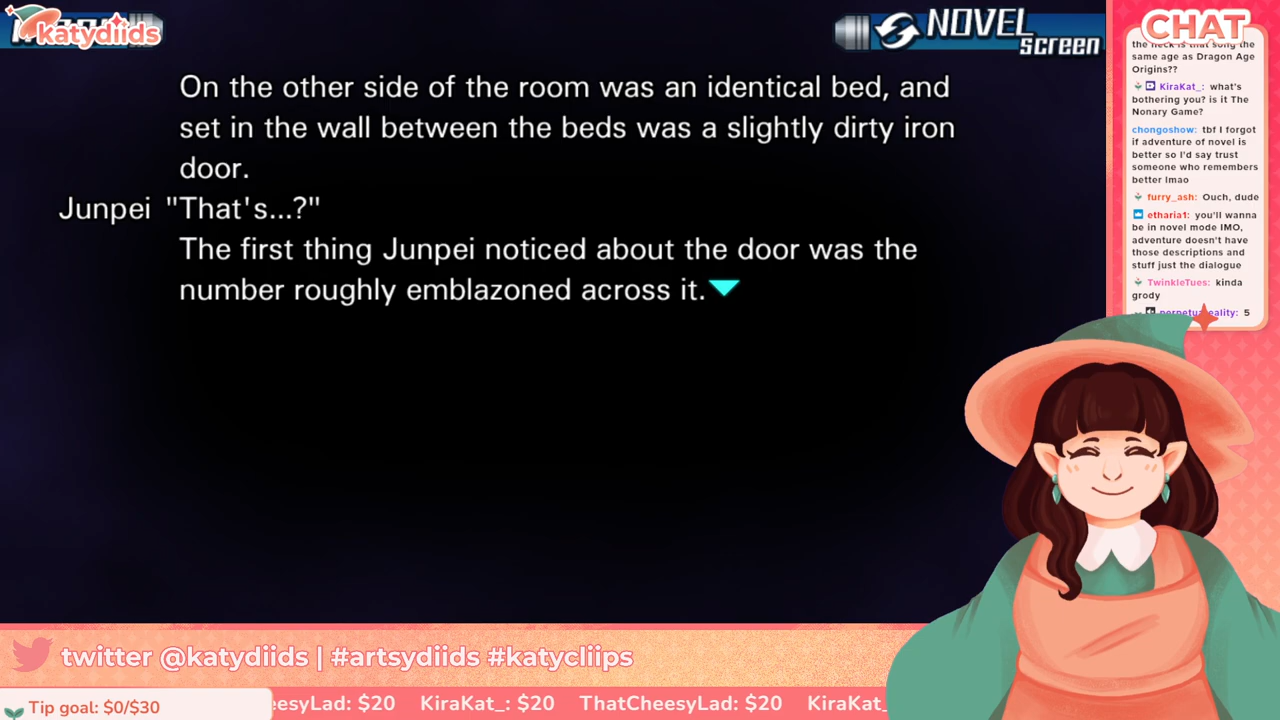 katydiids
NOVEL
screen
On the other side of the room was an identical bed, and
set in the wall between the beds was a slightly dirty iron
door.
Junpei "That's...?"
The first thing Junpei noticed about the door was the
number roughly emblazoned across it.
CHAT
the neck is that song the
same age as Dragon Age
Origins??
KiraKat_: what's
bothering you? is it The
Nonary Game?
chongoshow: tbf I forgot
if adventure of novel is
better so I'd say trust
someone who remembers
better lmao
furry_ash: Ouch, dude
etharia1: you'll wanna
be in novel mode IMO,
adventure doesn't have
those descriptions and
stuff just the dialogue
TwinkleTues: kinda
grody
5
twitter @katydiids | #artsydiids #katycliips
Tip goal: $0/$30
eesyLad: $20 KiraKat_: $20 ThatCheesyLad: $20 KiraKat_